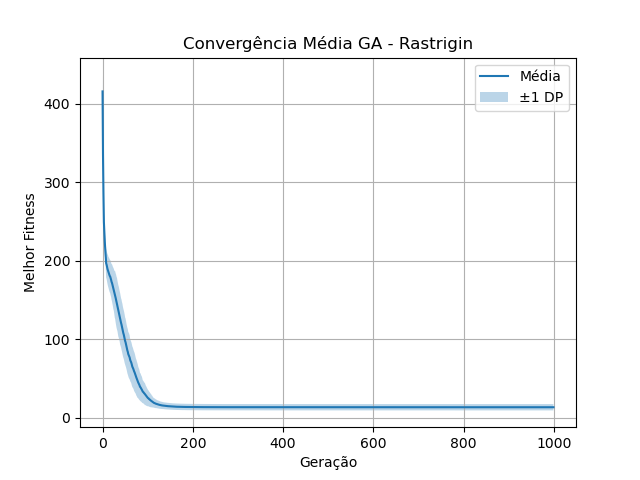 Convergência Média GA - Rastrigin
Média
±1 DP
400
300
200
100
0
Melhor Fitness
0 200 400 600 800 1000
Geração